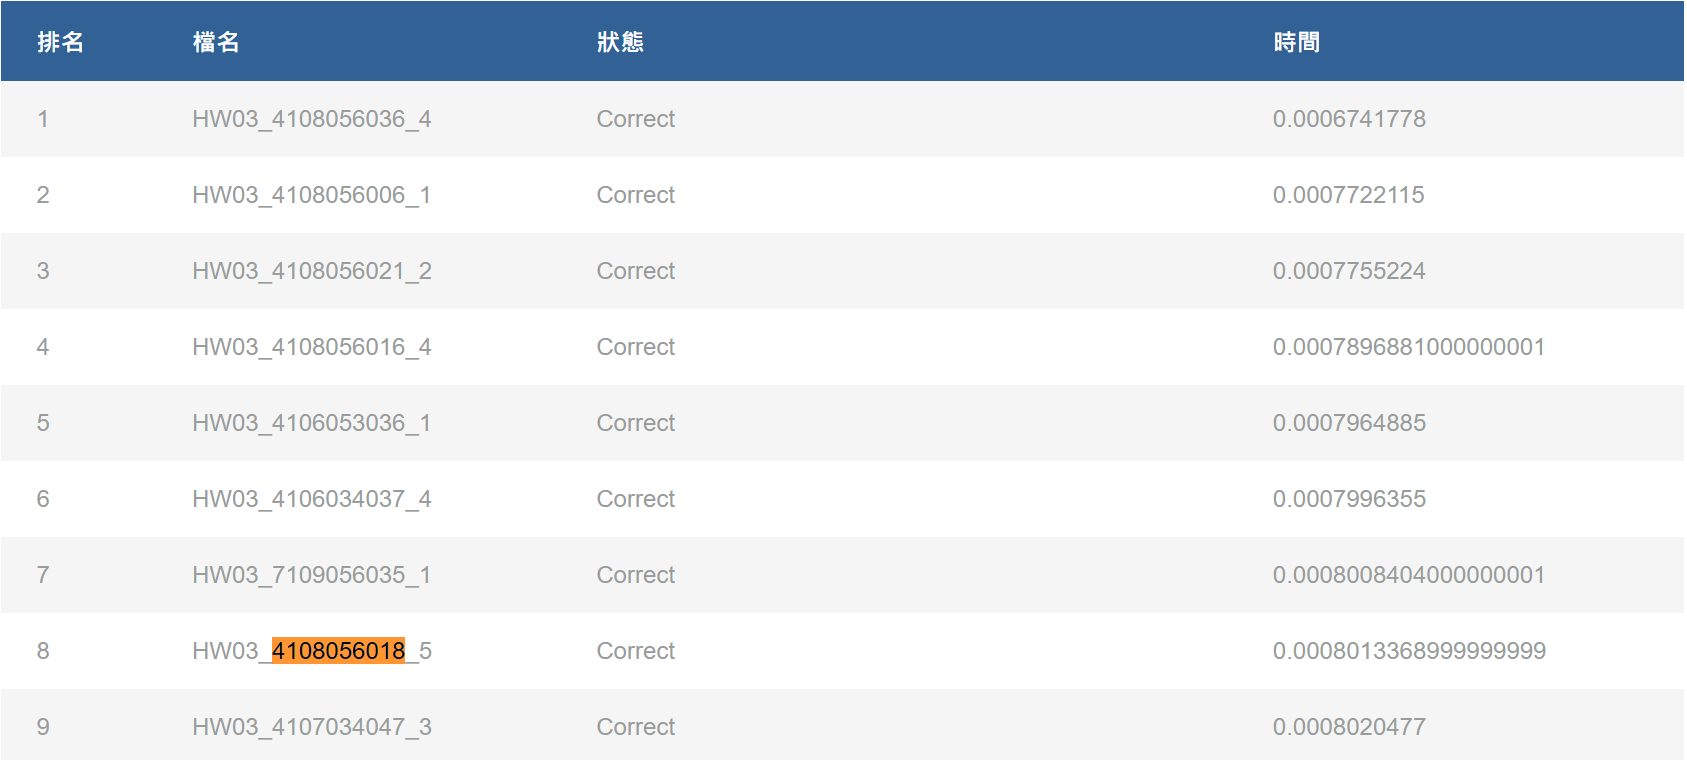 排名 檔名 狀態 時間
1 HW03_4108056036_4 Correct 0.0006741778
2 HW03_4108056006_1 Correct 0.0007722115
3 HW03_4108056021_2 Correct 0.0007755224
4 HW03_4108056016_4 Correct 0.0007896881000000001
5 HW03_4106053036_1 Correct 0.0007964885
6 HW03_4106034037_4 Correct 0.0007996355
7 HW03_7109056035_1 Correct 0.0008008404000000001
8 HW03_4108056018_5 Correct 0.0008013368999999999
9 HW03_4107034047_3 Correct 0.0008020477